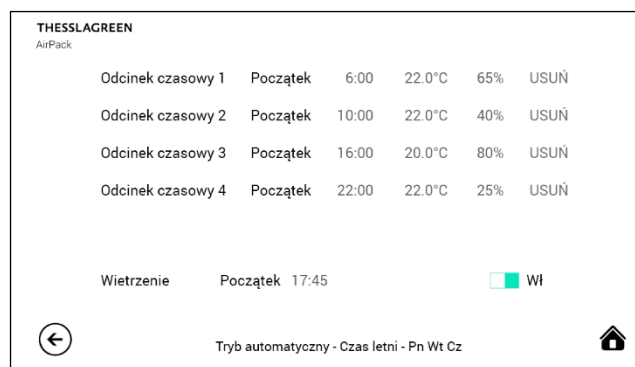 THESSLAGREEN
AirPack
Odcinek czasowy 1 Początek 6:00 22.0°C 65% USUŃ
Odcinek czasowy 2 Początek 10:00 22.0°C 40% USUŃ
Odcinek czasowy 3 Początek 16:00 20.0°C 80% USUŃ
Odcinek czasowy 4 Początek 22:00 22.0°C 25% USUŃ
Wietrzenie Początek 17:45 Wł
Tryb automatyczny - Czas letni - Pn Wt Cz